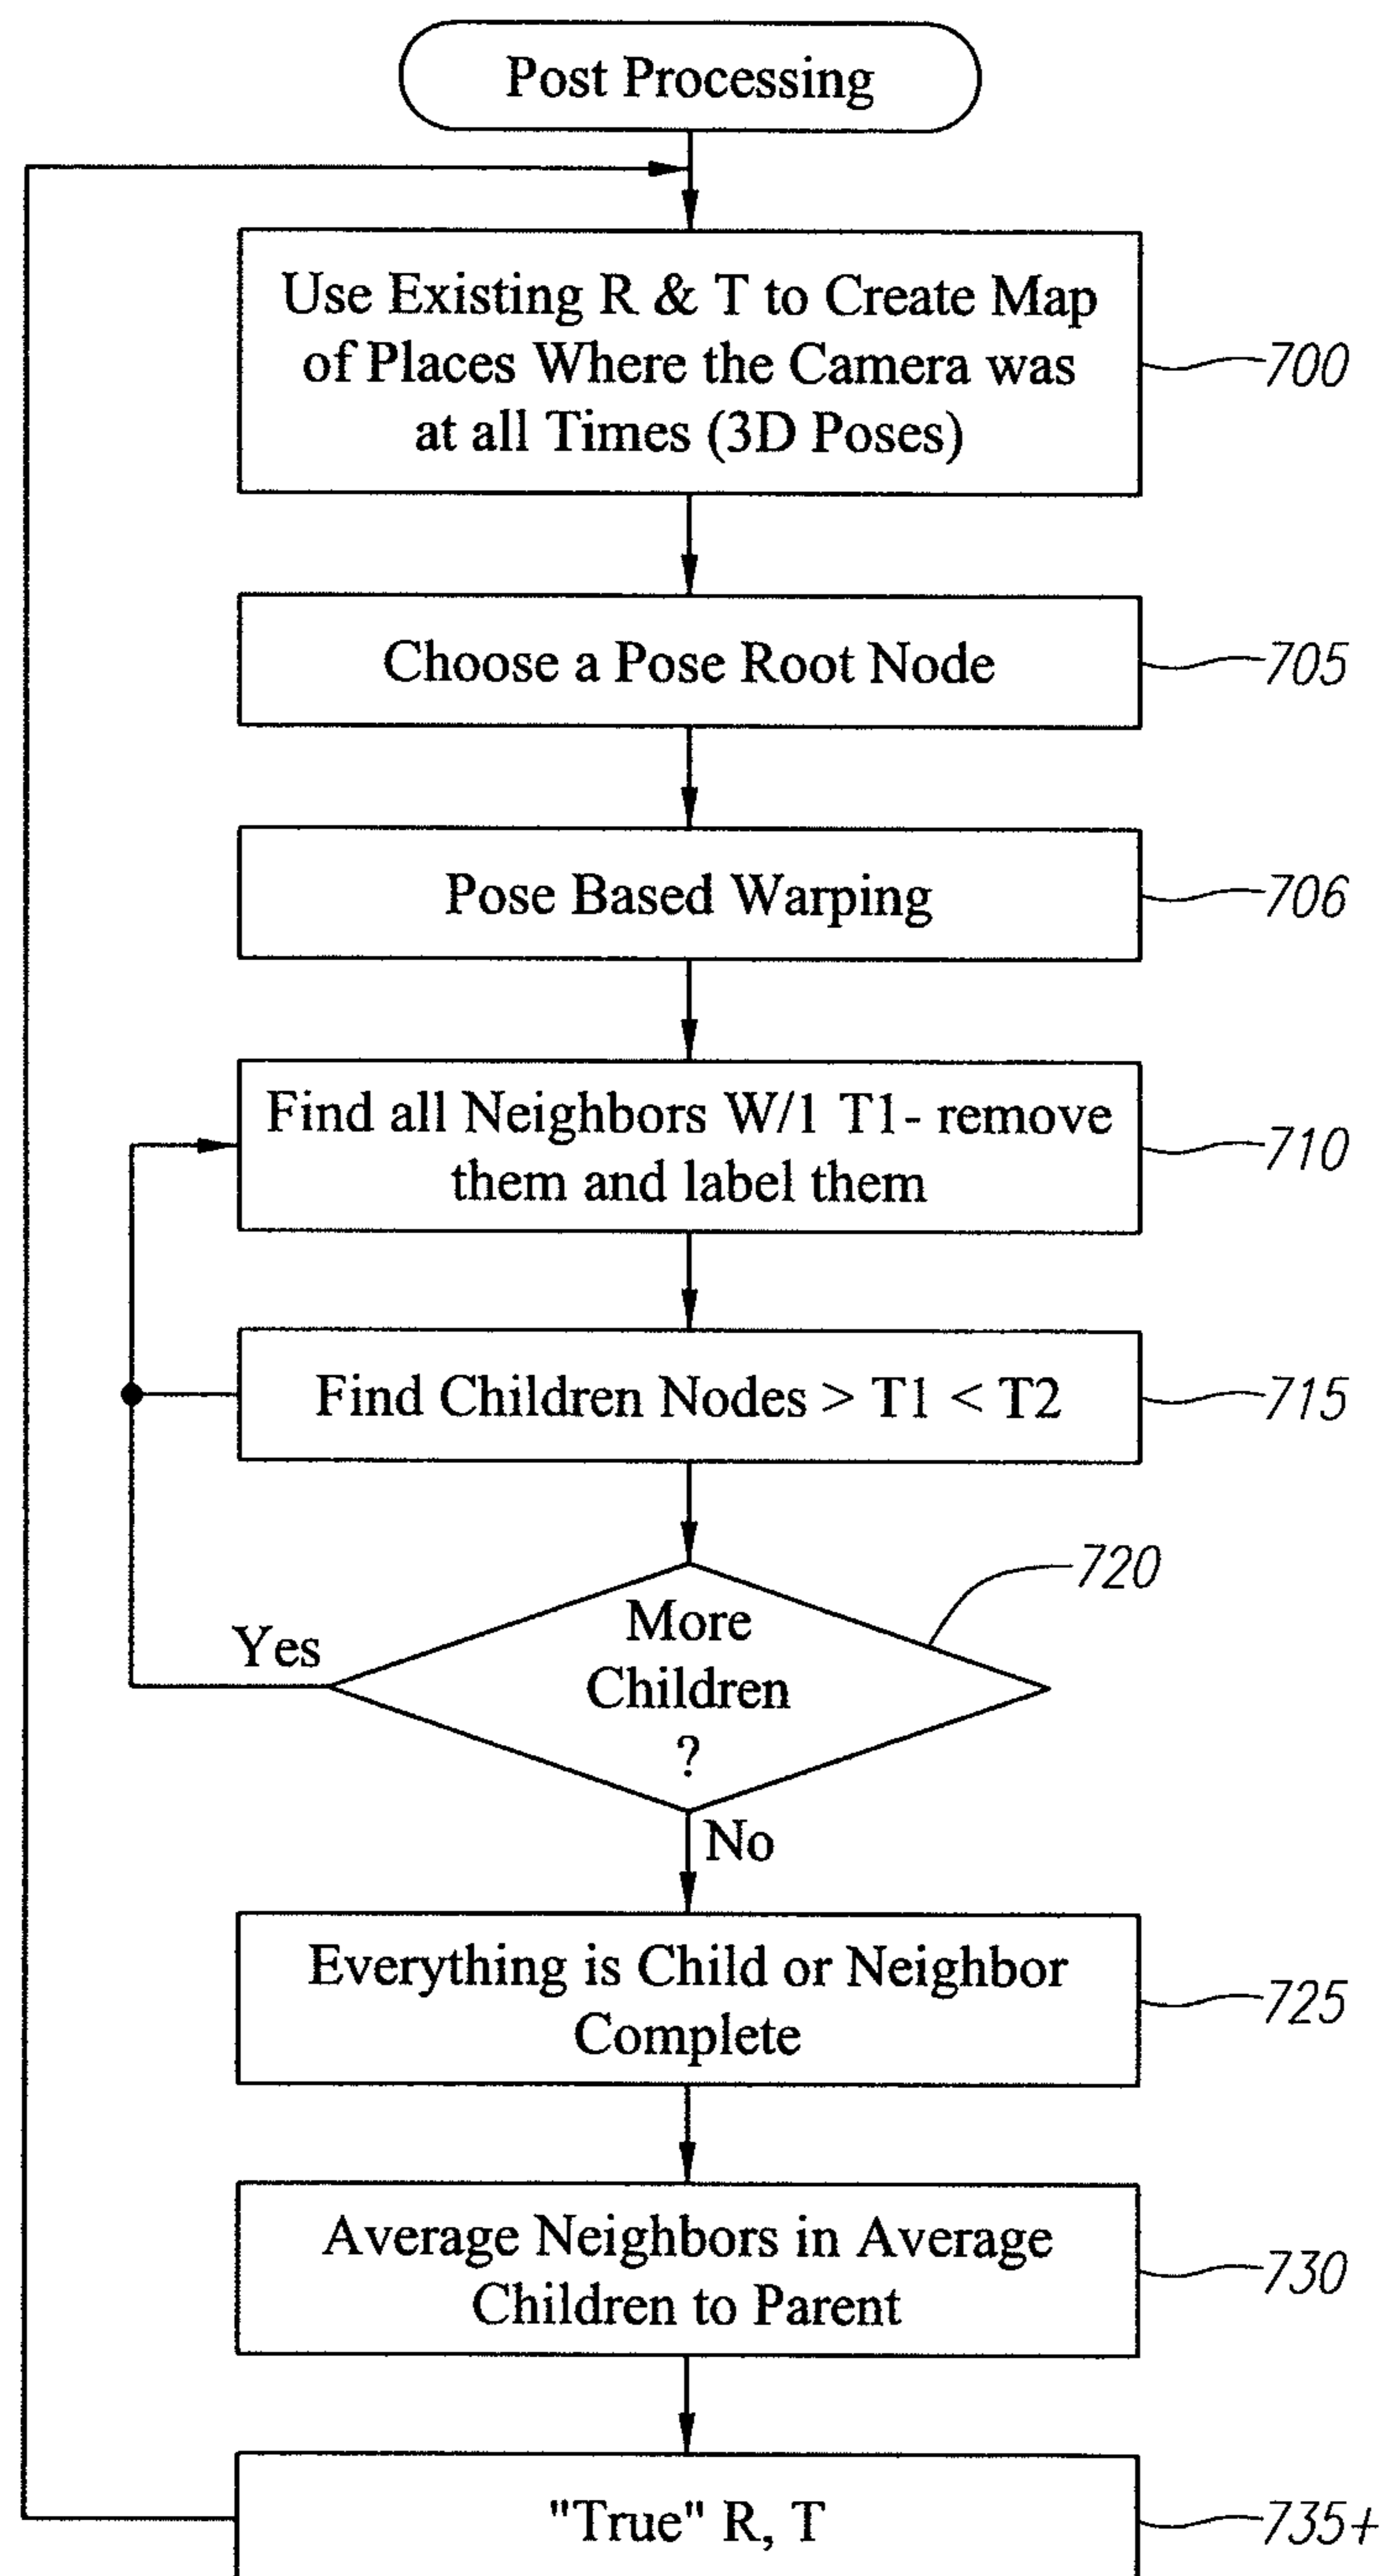 Post Processing
Use Existing R & T to Create Map
of Places Where the Camera was
at all Times (3D Poses)
700
Choose a Pose Root Node
705
Pose Based Warping
706
Find all Neighbors W/1 T1- remove
them and label them
710
Find Children Nodes > T1 < T2
715
720
More
Children
?
Yes
No
Everything is Child or Neighbor
Complete
725
Average Neighbors in Average
Children to Parent
730
"True" R, T
735+